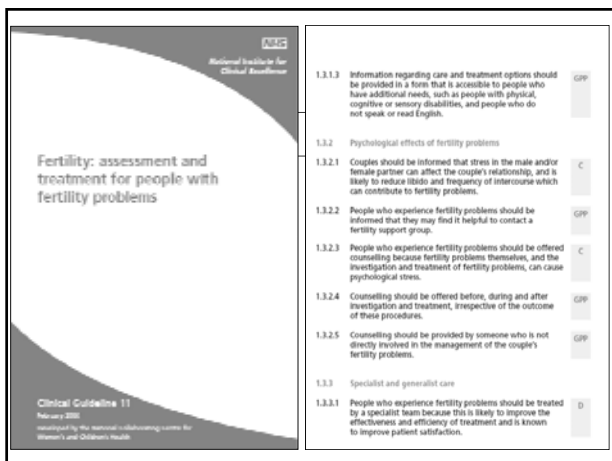 NHS
National Institute for
Clinical Excellence
Fertility: assessment and
treatment for people with
fertility problems
Clinical Guideline 11
February 2004
Developed by the National Collaborating Centre for
Women's and Children's Health
1.3.1.3 Information regarding care and treatment options should GPP
be provided in a form that is accessible to people who
have additional needs, such as people with physical,
cognitive or sensory disabilities, and people who do
not speak or read English.
1.3.2 Psychological effects of fertility problems
1.3.2.1 Couples should be informed that stress in the male and/or C
female partner can affect the couple's relationship, and is
likely to reduce libido and frequency of intercourse which
can contribute to fertility problems.
1.3.2.2 People who experience fertility problems should be GPP
informed that they may find it helpful to contact a
fertility support group.
1.3.2.3 People who experience fertility problems should be offered C
counselling because fertility problems themselves, and the
investigation and treatment of fertility problems, can cause
psychological stress.
1.3.2.4 Counselling should be offered before, during and after GPP
investigation and treatment, irrespective of the outcome
of these procedures.
1.3.2.5 Counselling should be provided by someone who is not GPP
directly involved in the management of the couple's
fertility problems.
1.3.3 Specialist and generalist care
1.3.3.1 People who experience fertility problems should be treated D
by a specialist team because this is likely to improve the
effectiveness and efficiency of treatment and is known
to improve patient satisfaction.